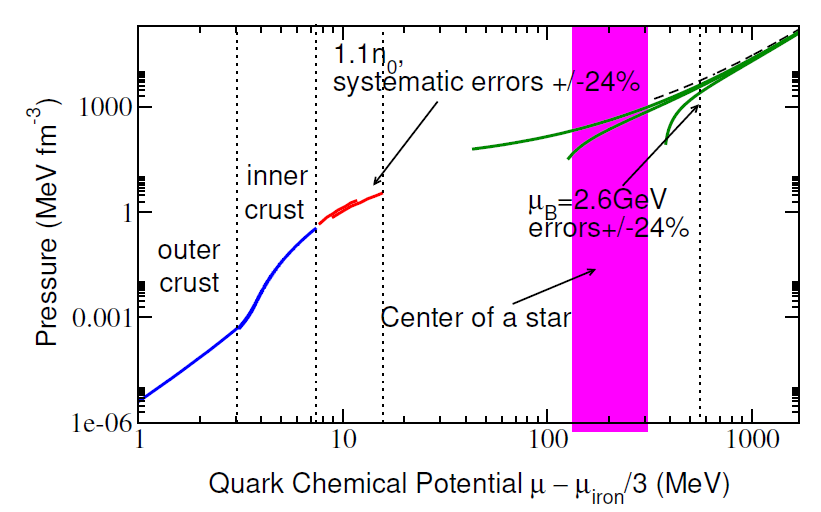 1.1n0,
systematic errors +/-24%
1000
inner
crust
μB=2.6GeV
errors+/-24%
1
outer
crust
Center of a star
0.001
1e-06
1
10
100
1000
Pressure (MeV fm-3)
Quark Chemical Potential μ − μiron/3 (MeV)